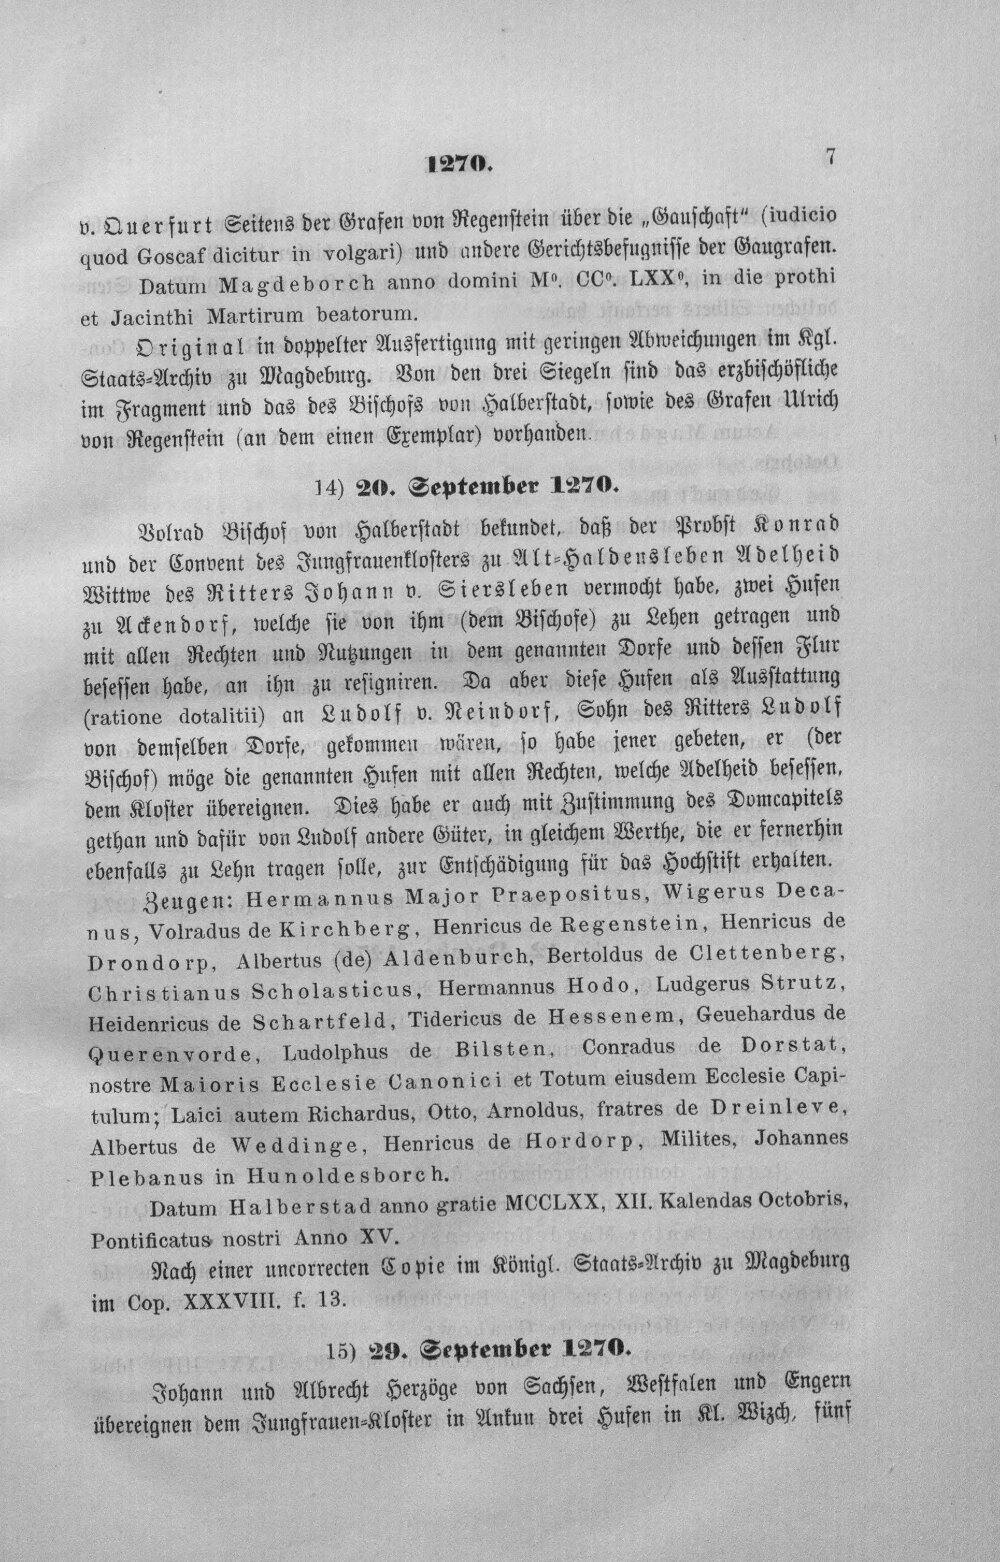 1270.
7
v. Querfurt Seitens der Grafen von Regenstein über die „Gauschaft“ (iudicio
quod Goscaf dicitur in volgari) und andere Gerichtsbefugnisse der Gaugrafen.
Datum Magdeborch anno domini Mº. CCº. LXXº, in die prothi
et Jacinthi Martirum beatorum.
Original in doppelter Ausfertigung mit geringen Abweichungen im Kgl.
Staats-Archiv zu Magdeburg. Von den drei Siegeln sind das erzbischöfliche
im Fragment und das des Bischofs von Halberstadt, sowie des Grafen Ulrich
von Regenstein (an dem einen Exemplar) vorhanden.
14) 20. September 1270.
Volrad Bischof von Halberstadt bekundet, daß der Probst Konrad
und der Convent des Jungfrauenklosters zu Alt-Haldensleben Adelheid
Wittwe des Ritters Johann v. Siersleben vermocht habe, zwei Hufen
zu Ackendorf, welche sie von ihm (dem Bischofe) zu Lehen getragen und
mit allen Rechten und Nutzungen in dem genannten Dorfe und dessen Flur
besessen habe, an ihn zu resigniren. Da aber diese Hufen als Ausstattung
(ratione dotalitii) an Ludolf v. Neindorf, Sohn des Ritters Ludolf
von demselben Dorfe, gekommen wären, so habe jener gebeten, er (der
Bischof) möge die genannten Hufen mit allen Rechten, welche Adelheid besessen,
dem Kloster übereignen. Dies habe er auch mit Zustimmung des Domcapitels
gethan und dafür von Ludolf andere Güter, in gleichem Werthe, die er fernerhin
ebenfalls zu Lehn tragen solle, zur Entschädigung für das Hochstift erhalten.
Zeugen: Hermannus Major Praepositus, Wigerus Deca-
nus, Volradus de Kirchberg, Henricus de Regenstein, Henricus de
Drondorp, Albertus (de) Aldenburch, Bertoldus de Clettenberg,
Christianus Scholasticus, Hermannus Hodo, Ludgerus Strutz,
Heidenricus de Schartfeld, Tidericus de Hessenem, Geuehardus de
Querenvorde, Ludolphus de Bilsten, Conradus de Dorstat,
nostre Maioris Ecclesie Canonici et Totum eiusdem Ecclesie Capi-
tulum; Laici autem Richardus, Otto, Arnoldus, fratres de Dreinleve,
Albertus de Weddinge, Henricus de Hordorp, Milites, Johannes
Plebanus in Hunoldesborch.
Datum Halberstad anno gratie MCCLXX, XII. Kalendas Octobris,
Pontificatus nostri Anno XV.
Nach einer uncorrecten Copie im Königl. Staats-Archiv zu Magdeburg
im Cop. XXXVIII. f. 13.
15) 29. September 1270.
Johann und Albrecht Herzöge von Sachsen, Westfalen und Engern
übereignen dem Jungfrauen-Kloster in Ankun drei Hufen in Kl. Wizch, fünf